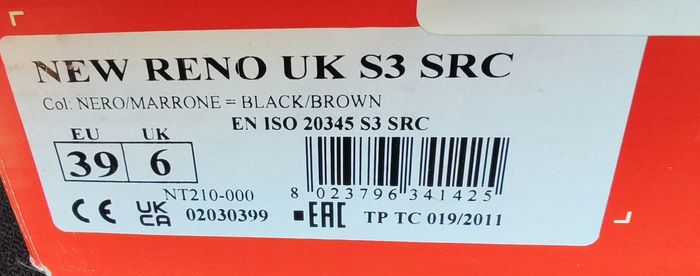 NEW RENO UK S3 SRC
Col: NERO/MARRONE = BLACK/BROWN
EN ISO 20345 S3 SRC
EU UK
39 6
NT210-000
8 023796 341425
CE UK CA 02030399 EAC TP TC 019/2011